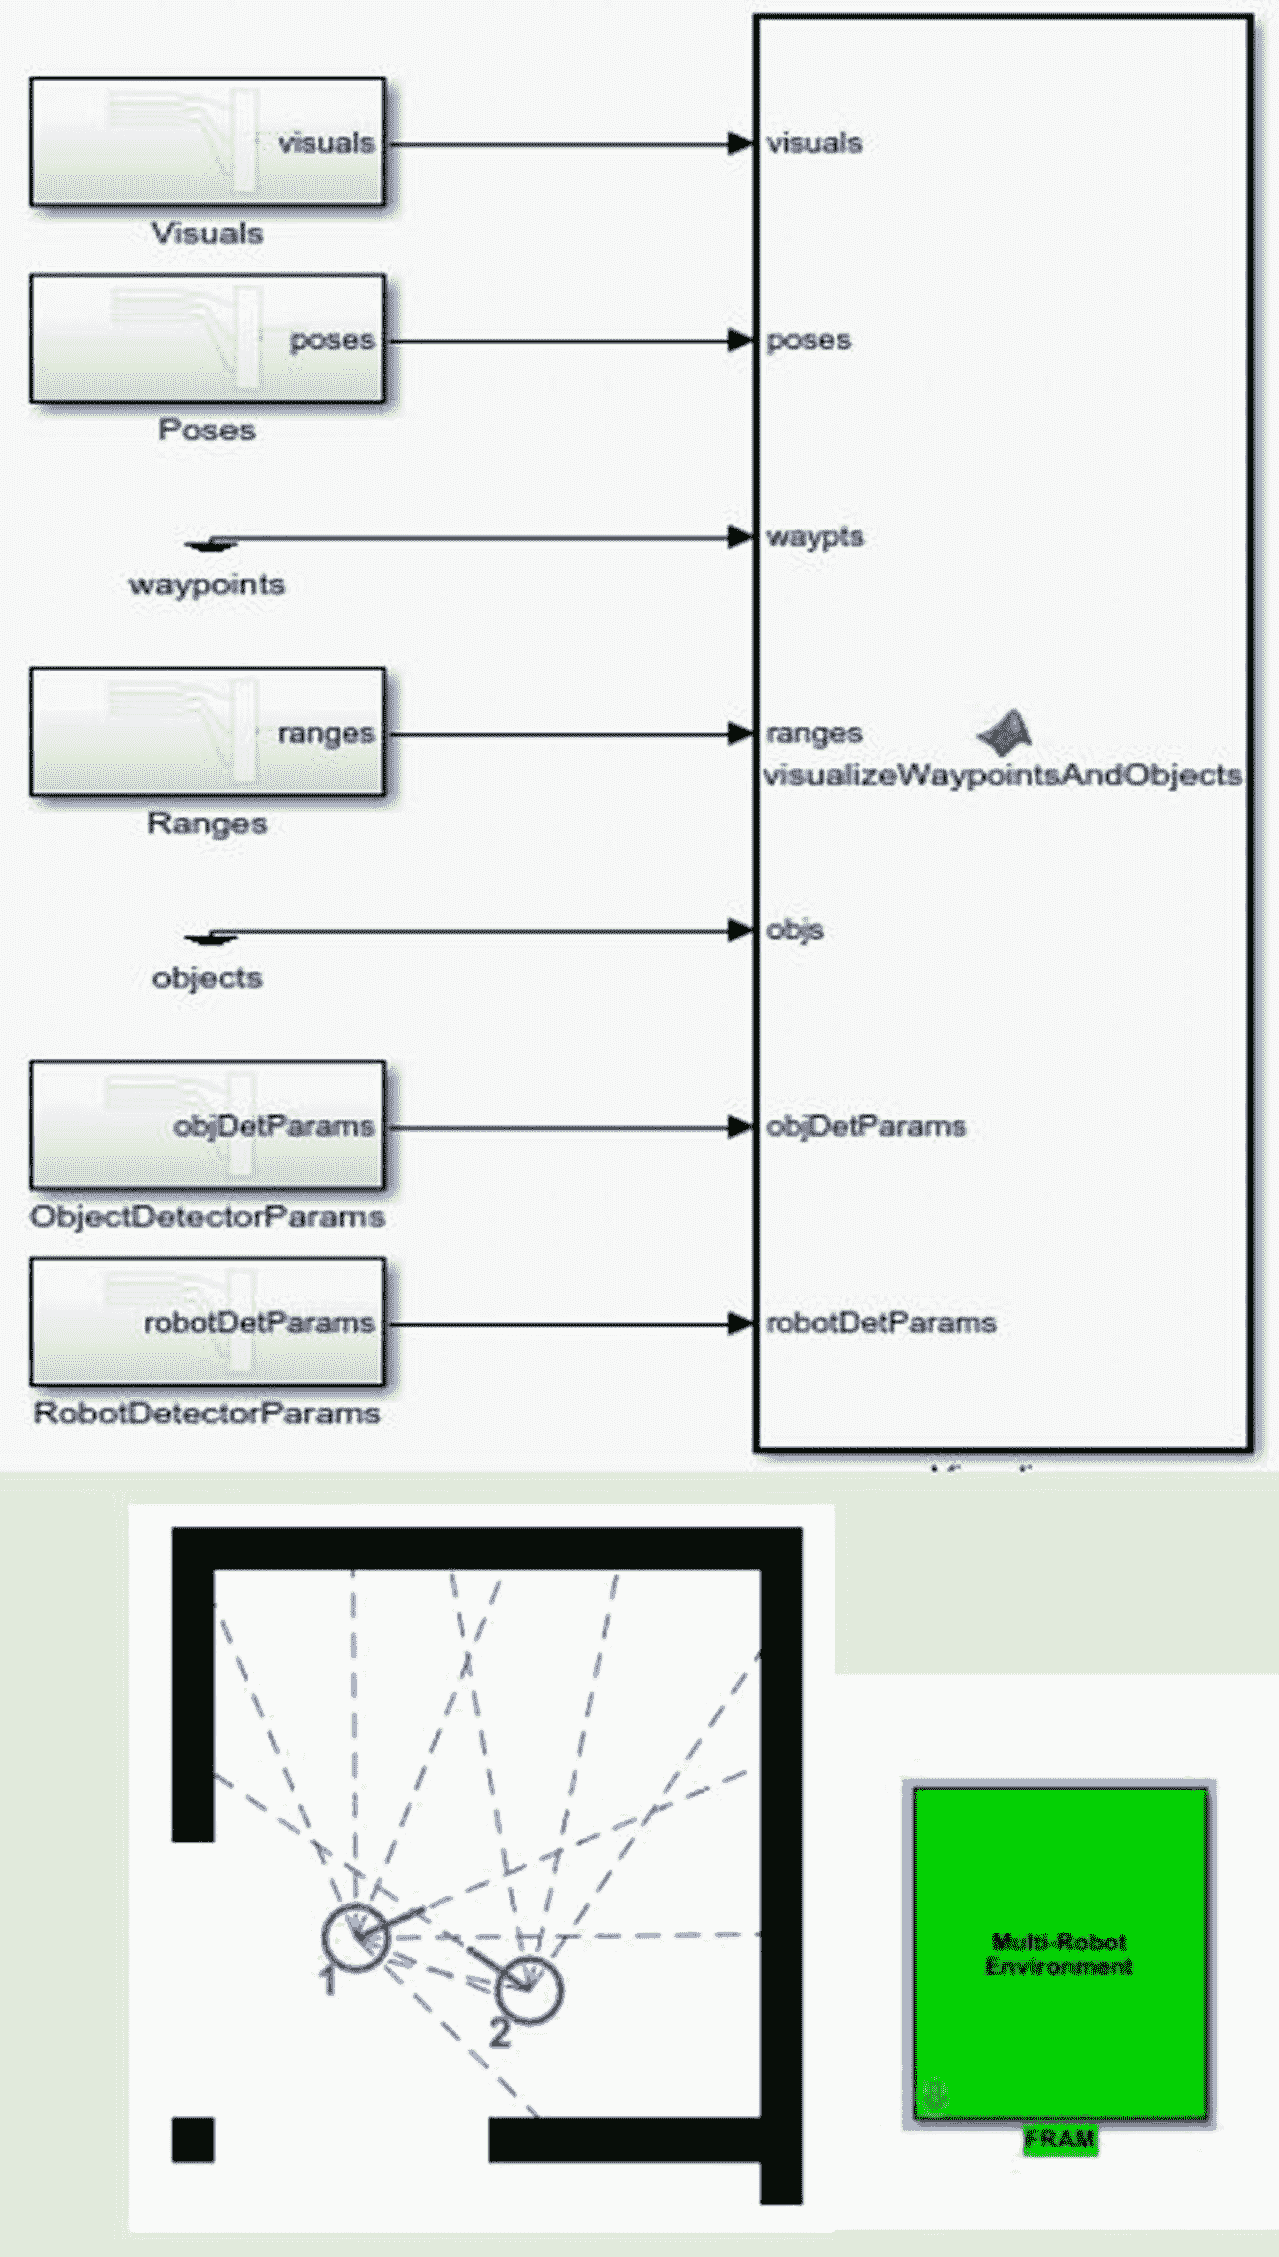 visuals
visuals
Visuals
poses
poses
Poses
waypts
waypoints
ranges
ranges
visualizeWaypointsAndObjects
Ranges
objs
objects
objDetParams
objDetParams
ObjectDetectorParams
robotDetParams
robotDetParams
RobotDetectorParams
1
2
Multi-Robot
Environment
FRAM